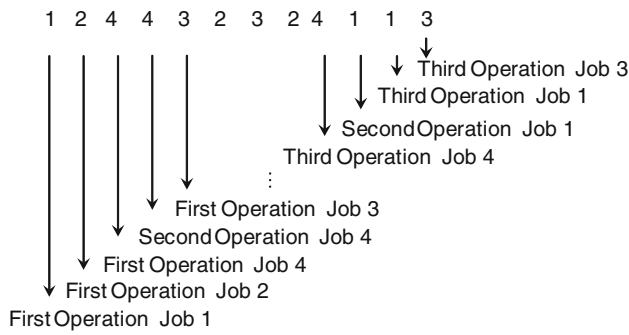 1 2 4 4 3 2 3 2 4 1 1 3
Third Operation Job 3
Third Operation Job 1
Second Operation Job 1
Third Operation Job 4
⋮
First Operation Job 3
Second Operation Job 4
First Operation Job 4
First Operation Job 2
First Operation Job 1